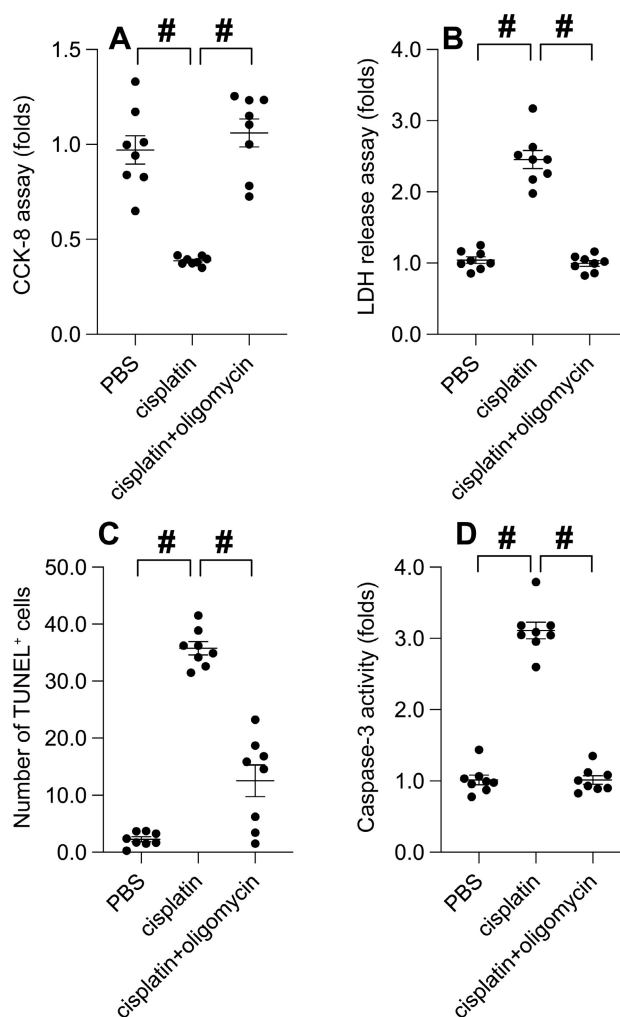 A
# #
CCK-8 assay (folds)
1.5
1.0
0.5
0.0
PBS
cisplatin
cisplatin+oligomycin
B
# #
LDH release assay (folds)
4.0
3.0
2.0
1.0
0.0
PBS
cisplatin
cisplatin+oligomycin
C
# #
Number of TUNEL+ cells
50.0
40.0
30.0
20.0
10.0
0.0
PBS
cisplatin
cisplatin+oligomycin
D
# #
Caspase-3 activity (folds)
4.0
3.0
2.0
1.0
0.0
PBS
cisplatin
cisplatin+oligomycin